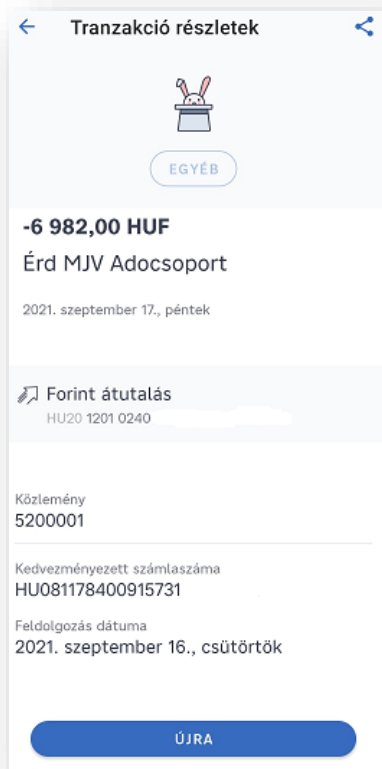 Tranzakció részletek
EGYÉB
-6 982,00 HUF
Érd MJV Adocsoport
2021. szeptember 17., péntek
Forint átutalás
HU20 1201 0240
Közlemény
5200001
Kedvezményezett számlaszáma
HU081178400915731
Feldolgozás dátuma
2021. szeptember 16., csütörtök
ÚJRA